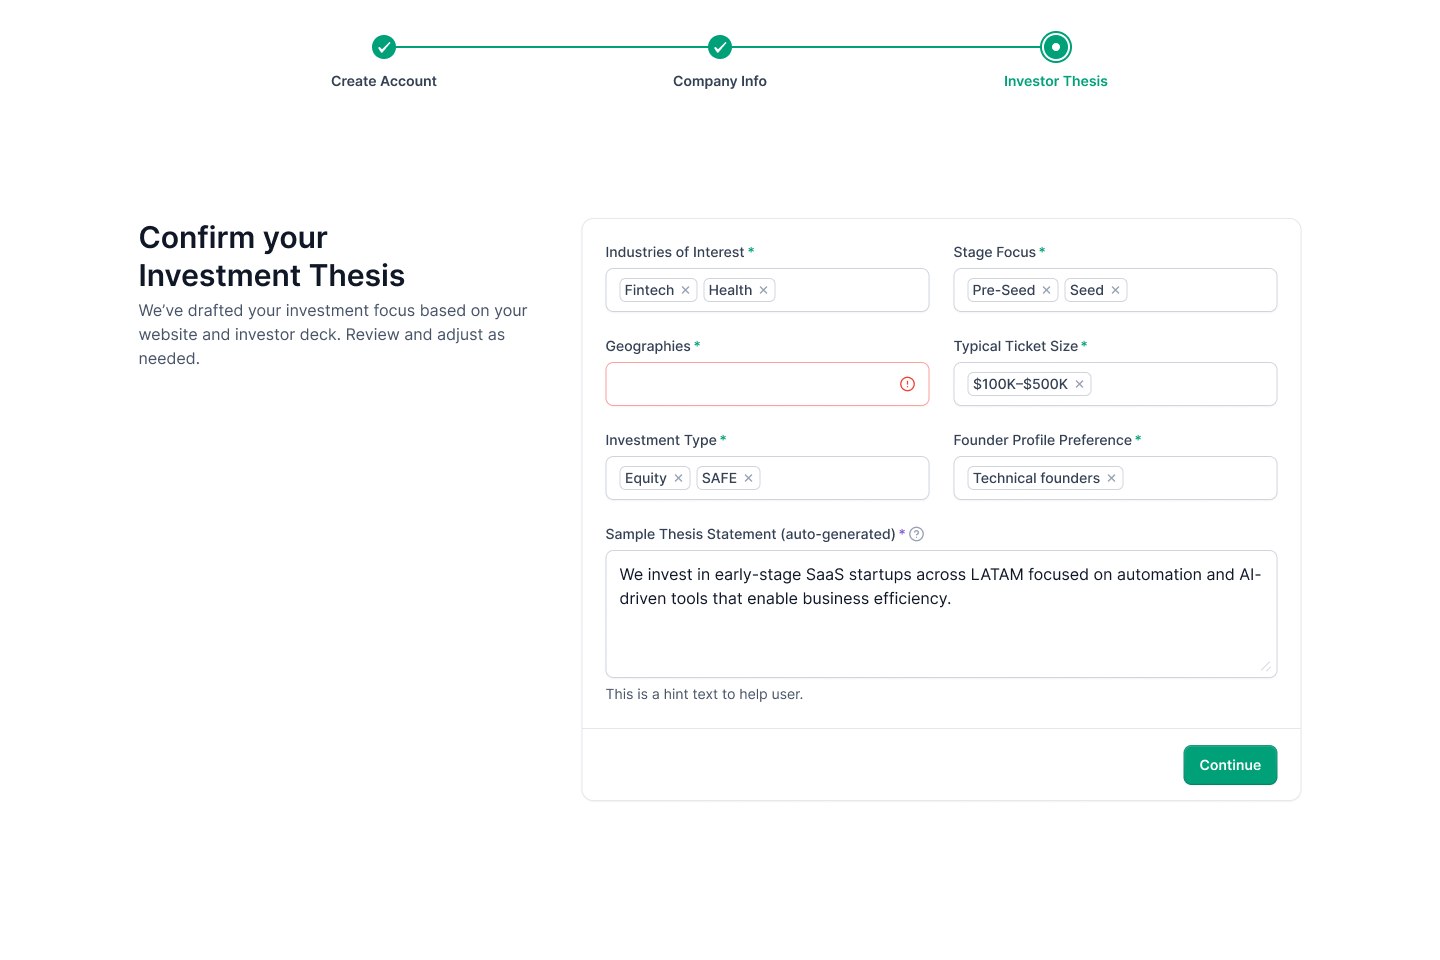 Create Account
Company Info
Investor Thesis
Confirm your
Investment Thesis
We’ve drafted your investment focus based on your
website and investor deck. Review and adjust as
needed.
Industries of Interest *
Stage Focus *
Fintech ×
Health ×
Pre-Seed ×
Seed ×
Geographies *
Typical Ticket Size *
$100K–$500K ×
Investment Type *
Founder Profile Preference *
Equity ×
SAFE ×
Technical founders ×
Sample Thesis Statement (auto-generated) *
We invest in early-stage SaaS startups across LATAM focused on automation and AI-
driven tools that enable business efficiency.
This is a hint text to help user.
Continue